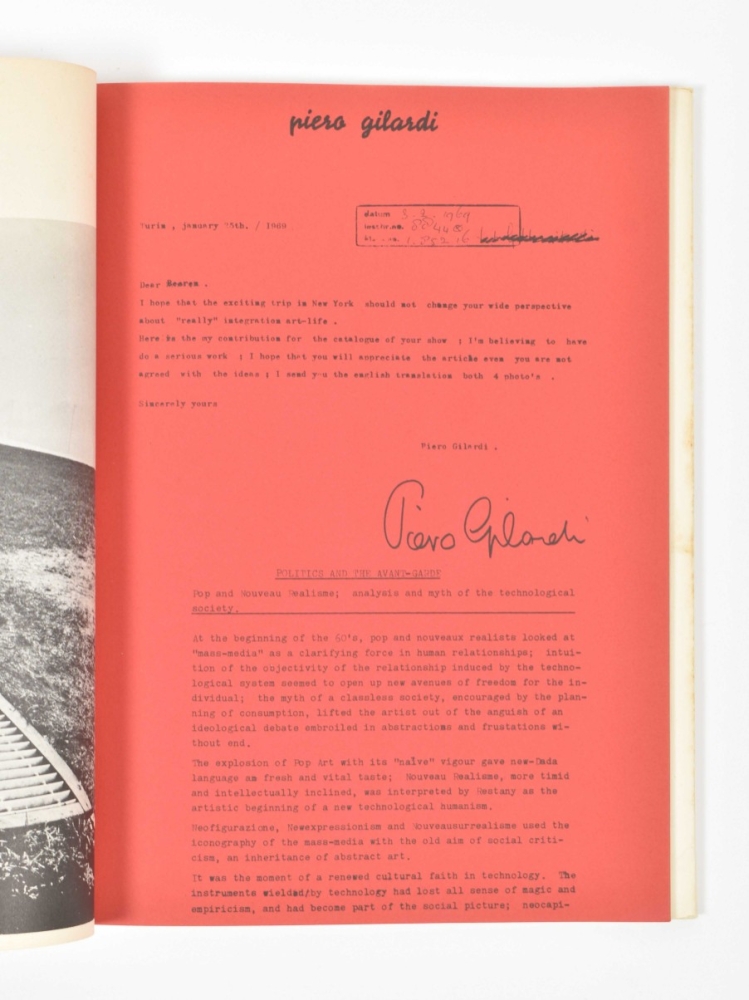 piero gilardi
Turin , january 25th. / 1969
datum 3. 2. 1969
Dear Beeren .
I hope that the exciting trip in New York should not change your wide perspective
about "really" integration art-life .
Here is the my contribution for the catalogue of your show ; I'm believing to have
do a serious work ; I hope that you will appreciate the article even you are not
agreed with the ideas ; I send you the english translation both 4 photo's .
Sincerely yours
Piero Gilardi .
Piero Gilardi
POLITICS AND THE AVANT-GARDE
Pop and Nouveau Realisme; analysis and myth of the technological
society.
At the beginning of the 60's, pop and nouveaux realists looked at
"mass-media" as a clarifying force in human relationships; intui-
tion of the objectivity of the relationship induced by the techno-
logical system seemed to open up new avenues of freedom for the in-
dividual; the myth of a classless society, encouraged by the plan-
ning of consumption, lifted the artist out of the anguish of an
ideological debate embroiled in abstractions and frustations wi-
thout end.
The explosion of Pop Art with its "naîve" vigour gave new-Dada
language am fresh and vital taste; Nouveau Realisme, more timid
and intellectually inclined, was interpreted by Restany as the
artistic beginning of a new technological humanism.
Neofigurazione, Newexpressionism and Nouveausurrealisme used the
iconography of the mass-media with the old aim of social criti-
cism, an inheritance of abstract art.
It was the moment of a renewed cultural faith in technology. The
instruments wielded/by technology had lost all sense of magic and
empiricism, and had become part of the social picture; neocapi-